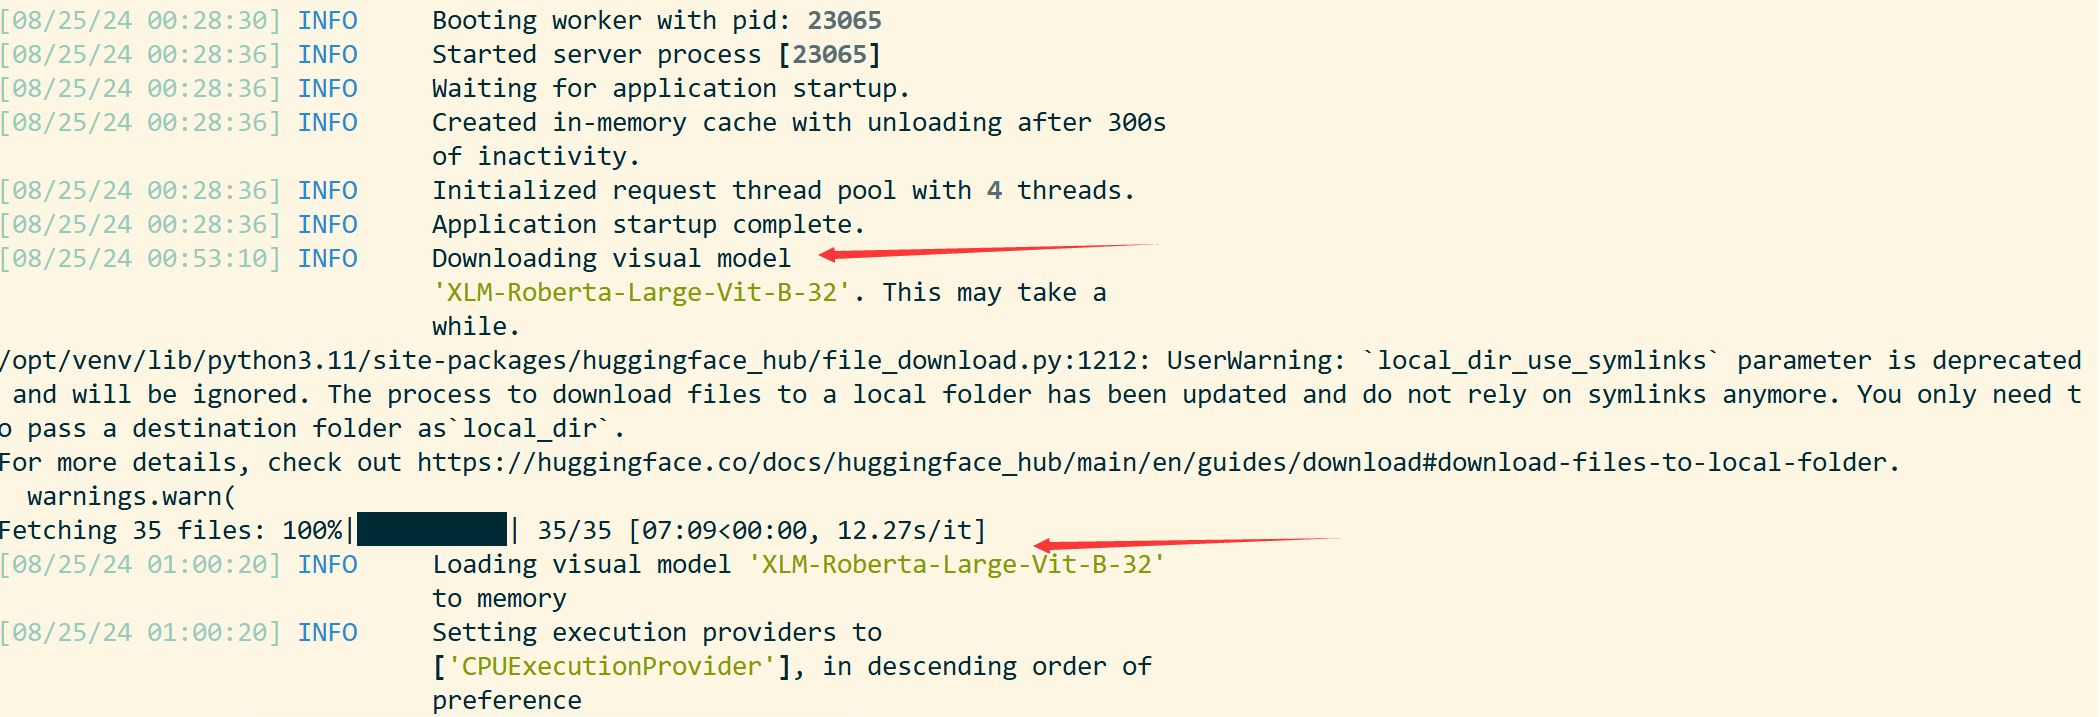 [08/25/24 00:28:30] INFO     Booting worker with pid: 23065
[08/25/24 00:28:36] INFO     Started server process [23065]
[08/25/24 00:28:36] INFO     Waiting for application startup.
[08/25/24 00:28:36] INFO     Created in-memory cache with unloading after 300s
                             of inactivity.
[08/25/24 00:28:36] INFO     Initialized request thread pool with 4 threads.
[08/25/24 00:28:36] INFO     Application startup complete.
[08/25/24 00:53:10] INFO     Downloading visual model
                             'XLM-Roberta-Large-Vit-B-32'. This may take a
                             while.
/opt/venv/lib/python3.11/site-packages/huggingface_hub/file_download.py:1212: UserWarning: `local_dir_use_symlinks` parameter is deprecated
 and will be ignored. The process to download files to a local folder has been updated and do not rely on symlinks anymore. You only need t
o pass a destination folder as`local_dir`.
For more details, check out https://huggingface.co/docs/huggingface_hub/main/en/guides/download#download-files-to-local-folder.
  warnings.warn(
Fetching 35 files: 100%|██████████| 35/35 [07:09<00:00, 12.27s/it]
[08/25/24 01:00:20] INFO     Loading visual model 'XLM-Roberta-Large-Vit-B-32'
                             to memory
[08/25/24 01:00:20] INFO     Setting execution providers to
                             ['CPUExecutionProvider'], in descending order of
                             preference